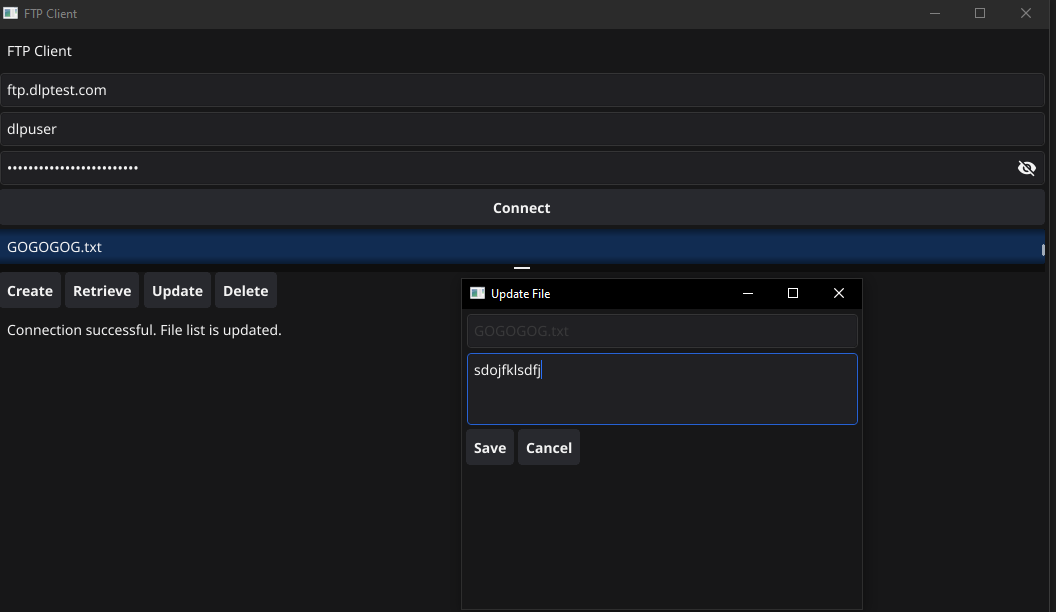 FTP Client
FTP Client
ftp.dlptest.com
dlpuser
•••••••••••••••••••••••••
Connect
GOGOGOG.txt
Create Retrieve Update Delete
Connection successful. File list is updated.
Update File
GOGOGOG.txt
sdojfklsdfj
Save Cancel